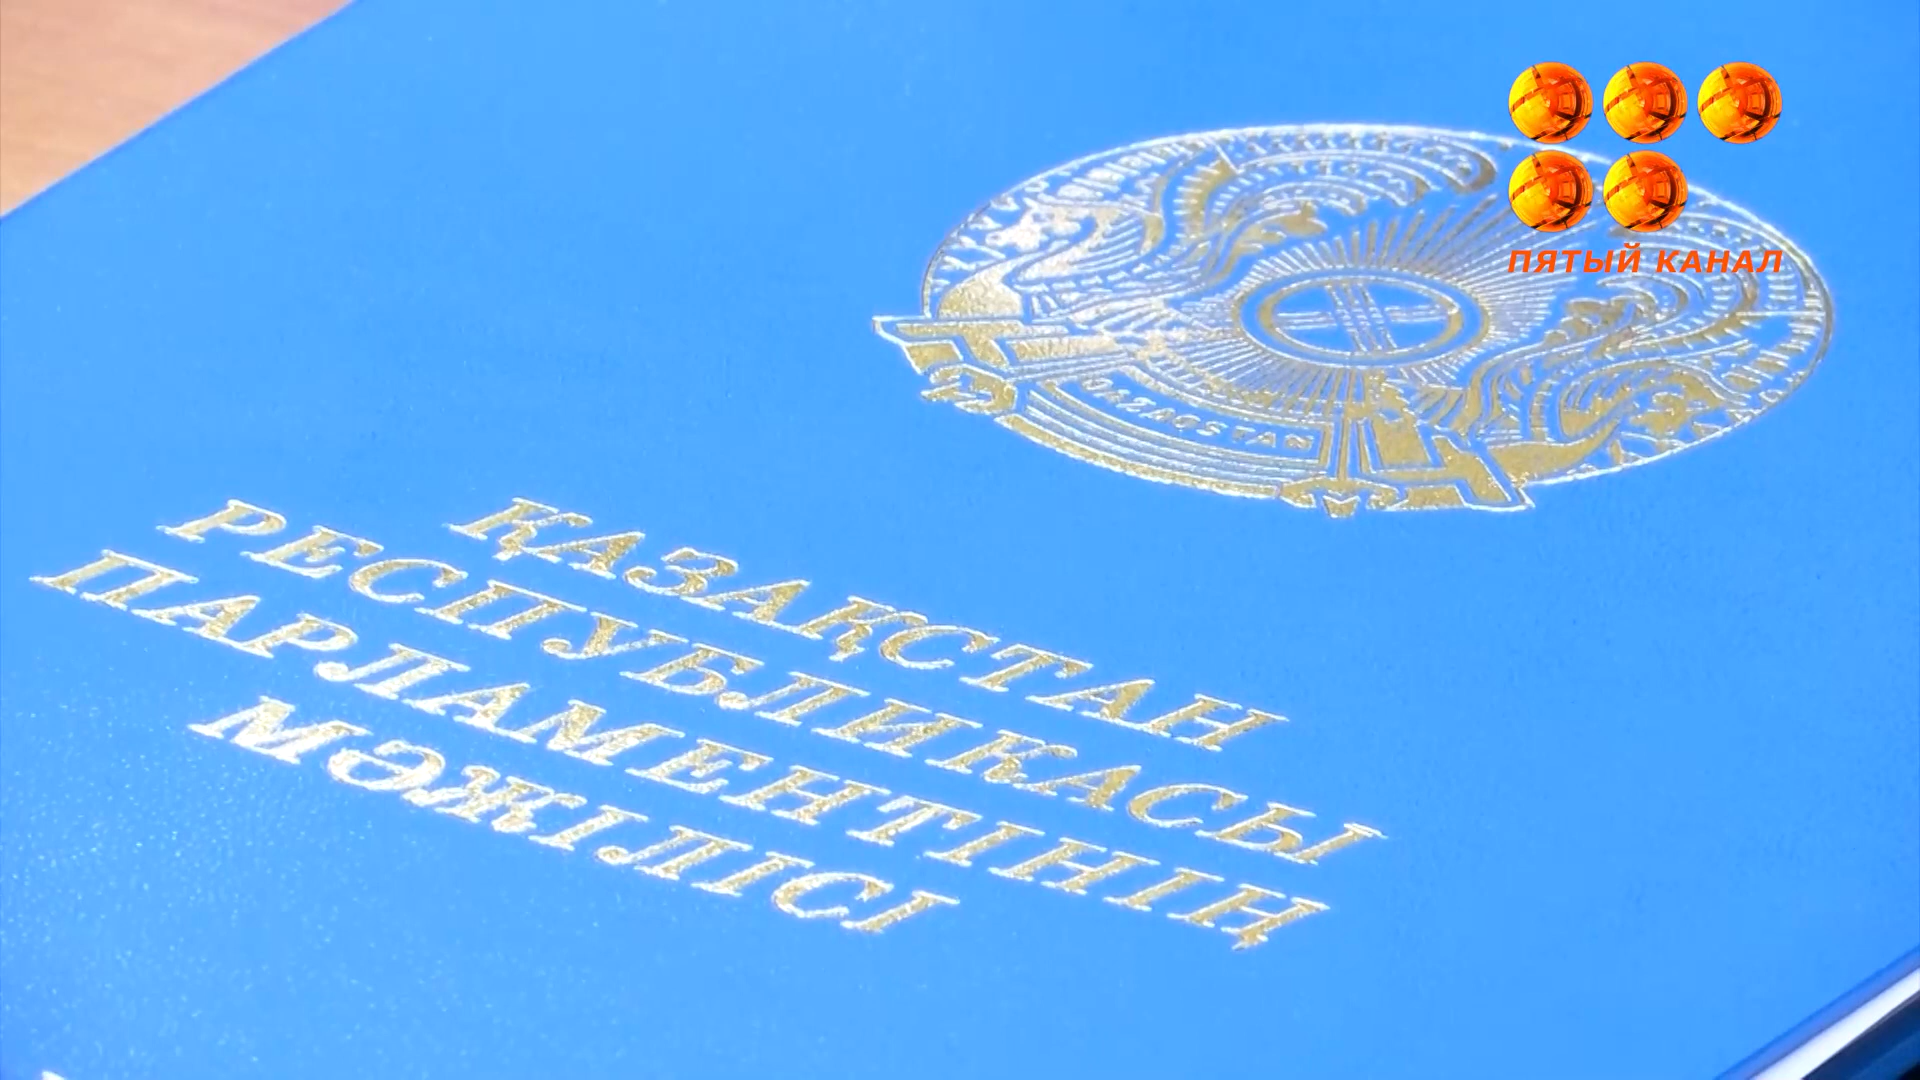 ПЯТЫЙ КАНАЛ
QAZAQSTAN
ҚАЗАҚСТАН
РЕСПУБЛИКАСЫ
ПАРЛАМЕНТІНІҢ
МӘЖІЛІСІ